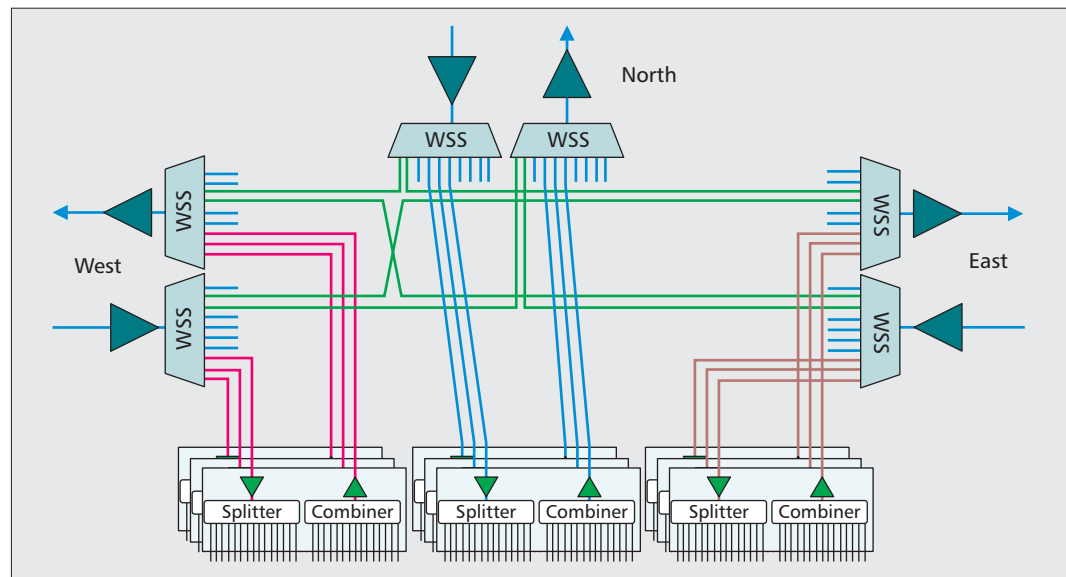 North
WSS
WSS
WSS
WSS
West
East
WSS
WSS
Splitter
Combiner
Splitter
Combiner
Splitter
Combiner